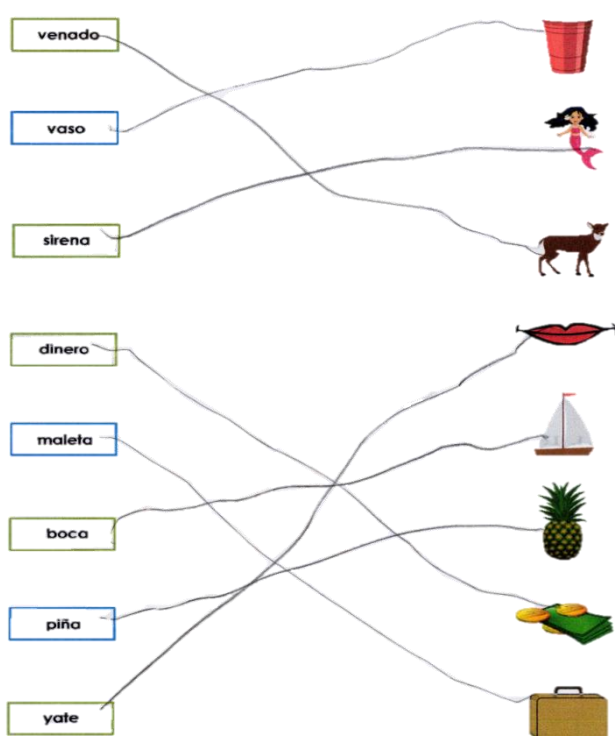 venado
vaso
sirena
dinero
maleta
boca
piña
yate